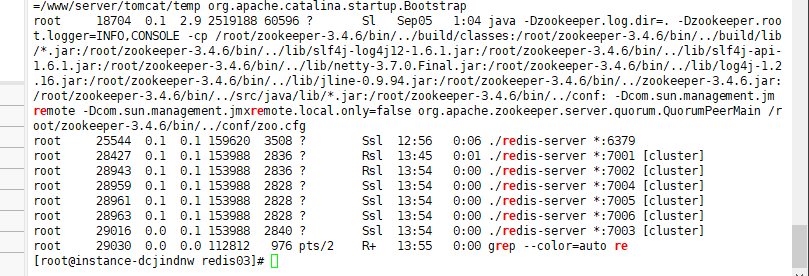 =/www/server/tomcat/temp org.apache.catalina.startup.Bootstrap
root     18704  0.1  2.9 2519188 60596 ?       Sl   Sep05   1:04 java -Dzookeeper.log.dir=. -Dzookeeper.roo
t.logger=INFO,CONSOLE -cp /root/zookeeper-3.4.6/bin/../build/classes:/root/zookeeper-3.4.6/bin/../build/lib
/*.jar:/root/zookeeper-3.4.6/bin/../lib/slf4j-log4j12-1.6.1.jar:/root/zookeeper-3.4.6/bin/../lib/slf4j-api-
1.6.1.jar:/root/zookeeper-3.4.6/bin/../lib/netty-3.7.0.Final.jar:/root/zookeeper-3.4.6/bin/../lib/log4j-1.2
.16.jar:/root/zookeeper-3.4.6/bin/../lib/jline-0.9.94.jar:/root/zookeeper-3.4.6/bin/../zookeeper-3.4.6.jar:
/root/zookeeper-3.4.6/bin/../src/java/lib/*.jar:/root/zookeeper-3.4.6/bin/../conf: -Dcom.sun.management.jmx
remote -Dcom.sun.management.jmxremote.local.only=false org.apache.zookeeper.server.quorum.QuorumPeerMain /r
oot/zookeeper-3.4.6/bin/../conf/zoo.cfg
root     25544  0.1  0.1 159620  3508 ?        Ssl  12:56   0:06 ./redis-server *:6379
root     28427  0.1  0.1 153988  2836 ?        Rsl  13:45   0:01 ./redis-server *:7001 [cluster]
root     28943  0.1  0.1 153988  2836 ?        Rsl  13:54   0:00 ./redis-server *:7002 [cluster]
root     28959  0.1  0.1 153988  2828 ?        Ssl  13:54   0:00 ./redis-server *:7004 [cluster]
root     28961  0.1  0.1 153988  2828 ?        Ssl  13:54   0:00 ./redis-server *:7005 [cluster]
root     28963  0.1  0.1 153988  2828 ?        Ssl  13:54   0:00 ./redis-server *:7006 [cluster]
root     29016  0.0  0.1 153988  2840 ?        Ssl  13:54   0:00 ./redis-server *:7003 [cluster]
root     29030  0.0  0.0 112812   976 pts/2    R+   13:55   0:00 grep --color=auto re
[root@instance-dcjindnw redis03]#